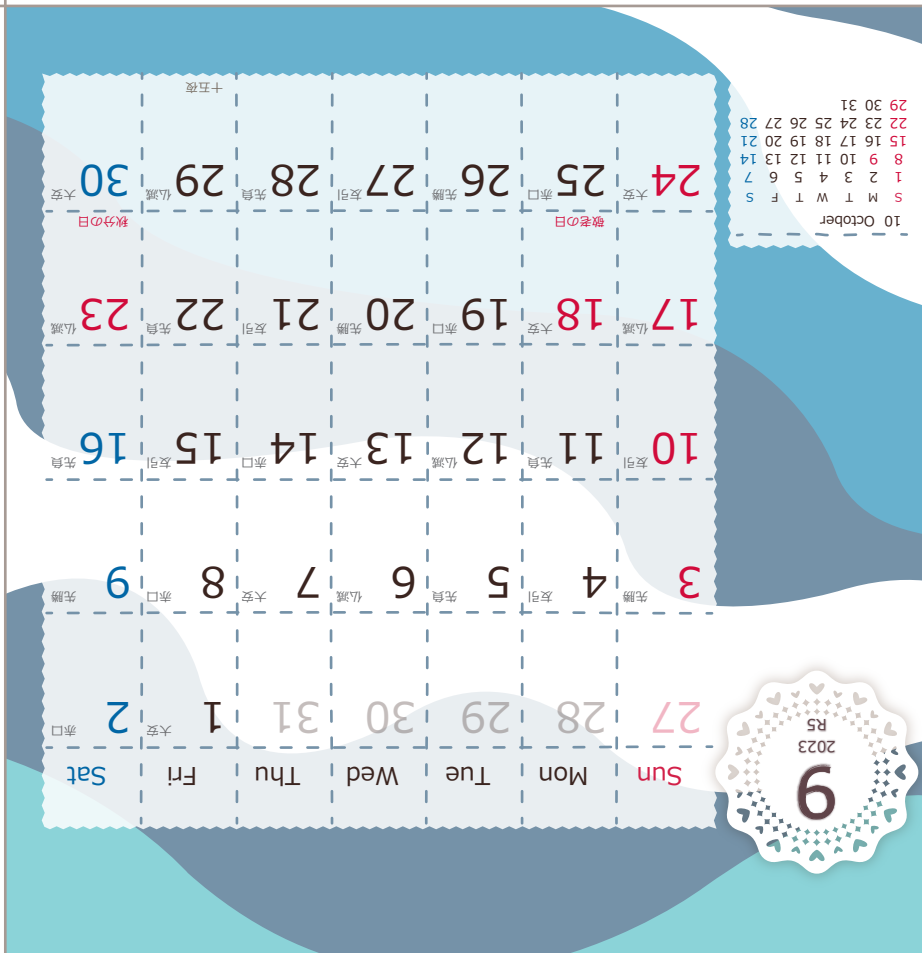 9
2023
R5
Sun Mon Tue Wed Thu Fri Sat
27 28 29 30 31 1 大安 2 赤口
3 先勝 4 友引 5 先負 6 仏滅 7 大安 8 赤口 9 先勝
10 友引 11 先負 12 仏滅 13 大安 14 赤口 15 友引 16 先負
17 仏滅 18 大安 19 赤口 20 先勝 21 友引 22 先負 23 仏滅
敬老の日 秋分の日
24 大安 25 赤口 26 先勝 27 友引 28 先負 29 仏滅 30 大安
十五夜
10 October
S M T W T F S
1 2 3 4 5 6 7
8 9 10 11 12 13 14
15 16 17 18 19 20 21
22 23 24 25 26 27 28
29 30 31